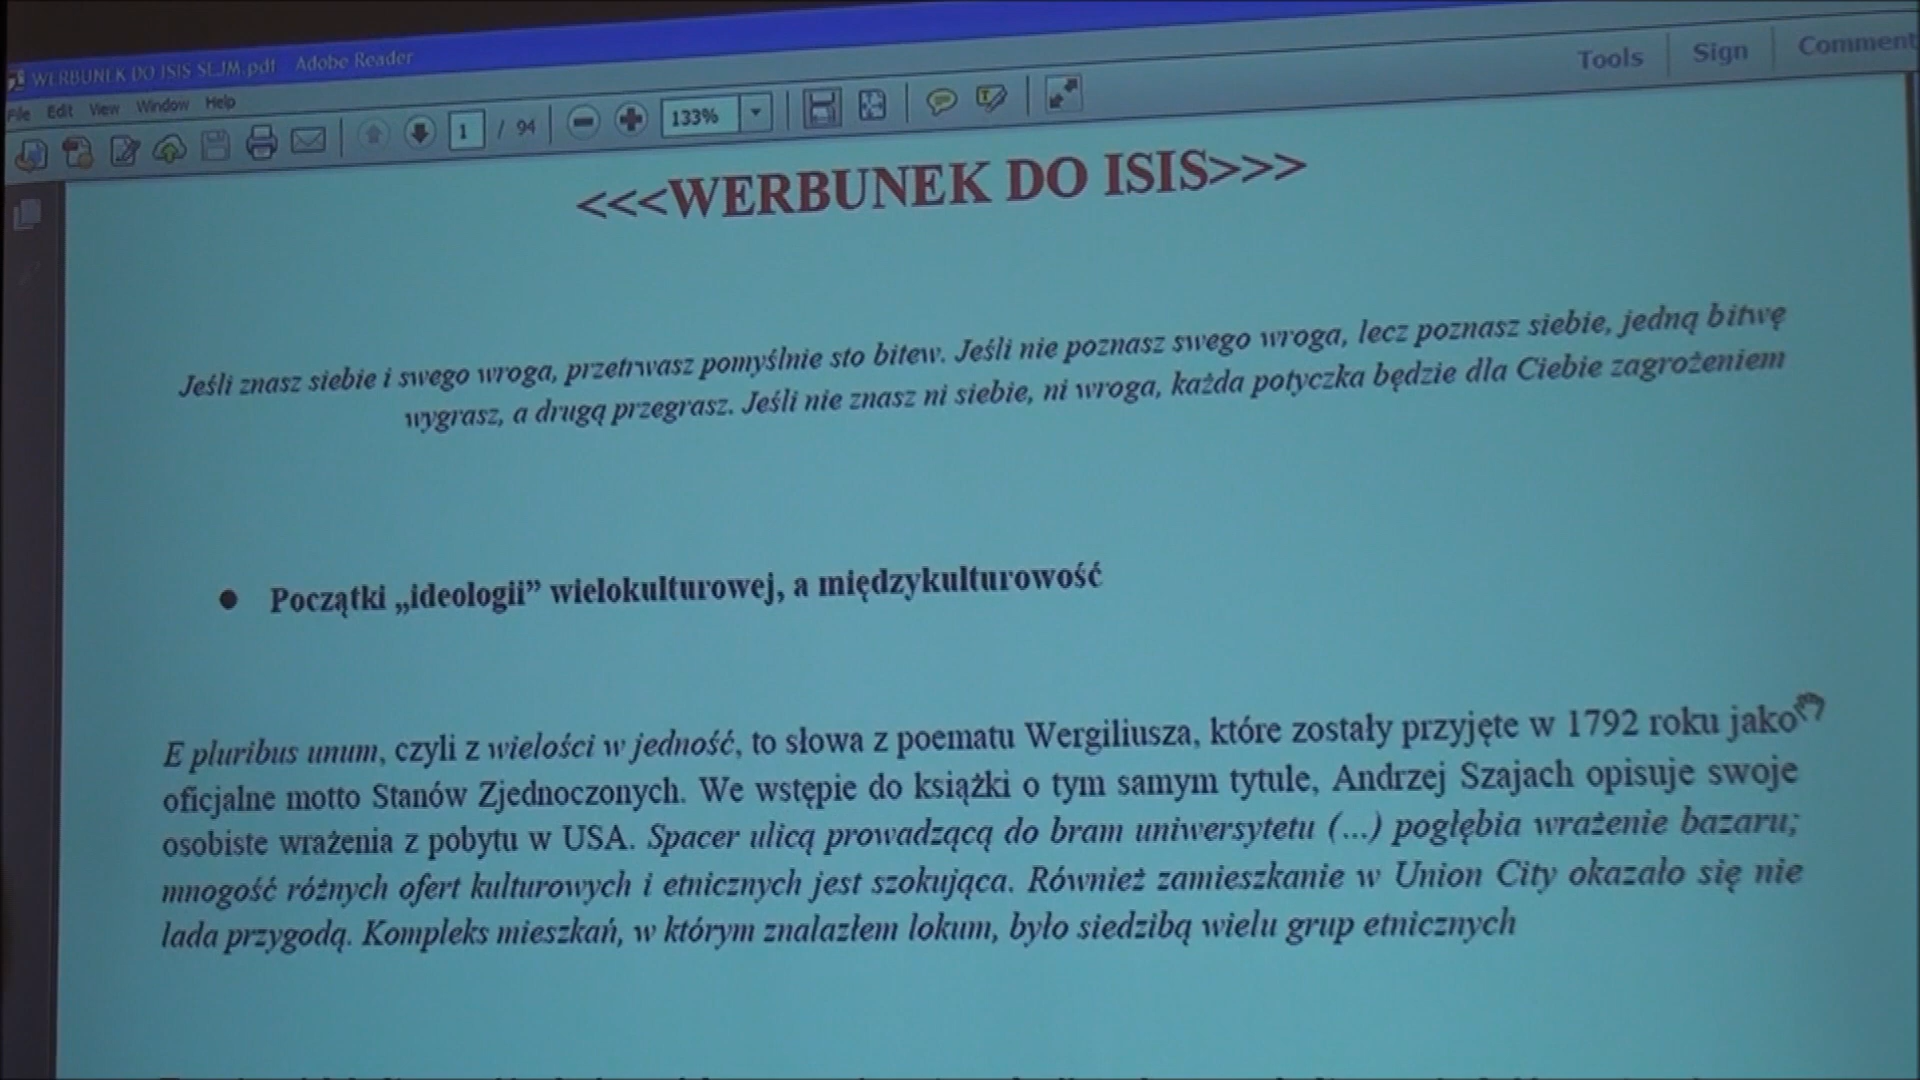 WERBUNEK DO ISIS SEJM.pdf - Adobe Reader
File Edit View Window Help
Tools Sign Comment
1 / 94 133%
<<<WERBUNEK DO ISIS>>>
Jeśli znasz siebie i swego wroga, przetrwasz pomyślnie sto bitew. Jeśli nie poznasz swego wroga, lecz poznasz siebie, jedną bitwę
wygrasz, a drugą przegrasz. Jeśli nie znasz ni siebie, ni wroga, każda potyczka będzie dla Ciebie zagrożeniem
● Początki „ideologii” wielokulturowej, a międzykulturowość
E pluribus unum, czyli z wielości w jedność, to słowa z poematu Wergiliusza, które zostały przyjęte w 1792 roku jako
oficjalne motto Stanów Zjednoczonych. We wstępie do książki o tym samym tytule, Andrzej Szajach opisuje swoje
osobiste wrażenia z pobytu w USA. Spacer ulicą prowadzącą do bram uniwersytetu (...) pogłębia wrażenie bazaru;
mnogość różnych ofert kulturowych i etnicznych jest szokująca. Również zamieszkanie w Union City okazało się nie
lada przygodą. Kompleks mieszkań, w którym znalazłem lokum, było siedzibą wielu grup etnicznych